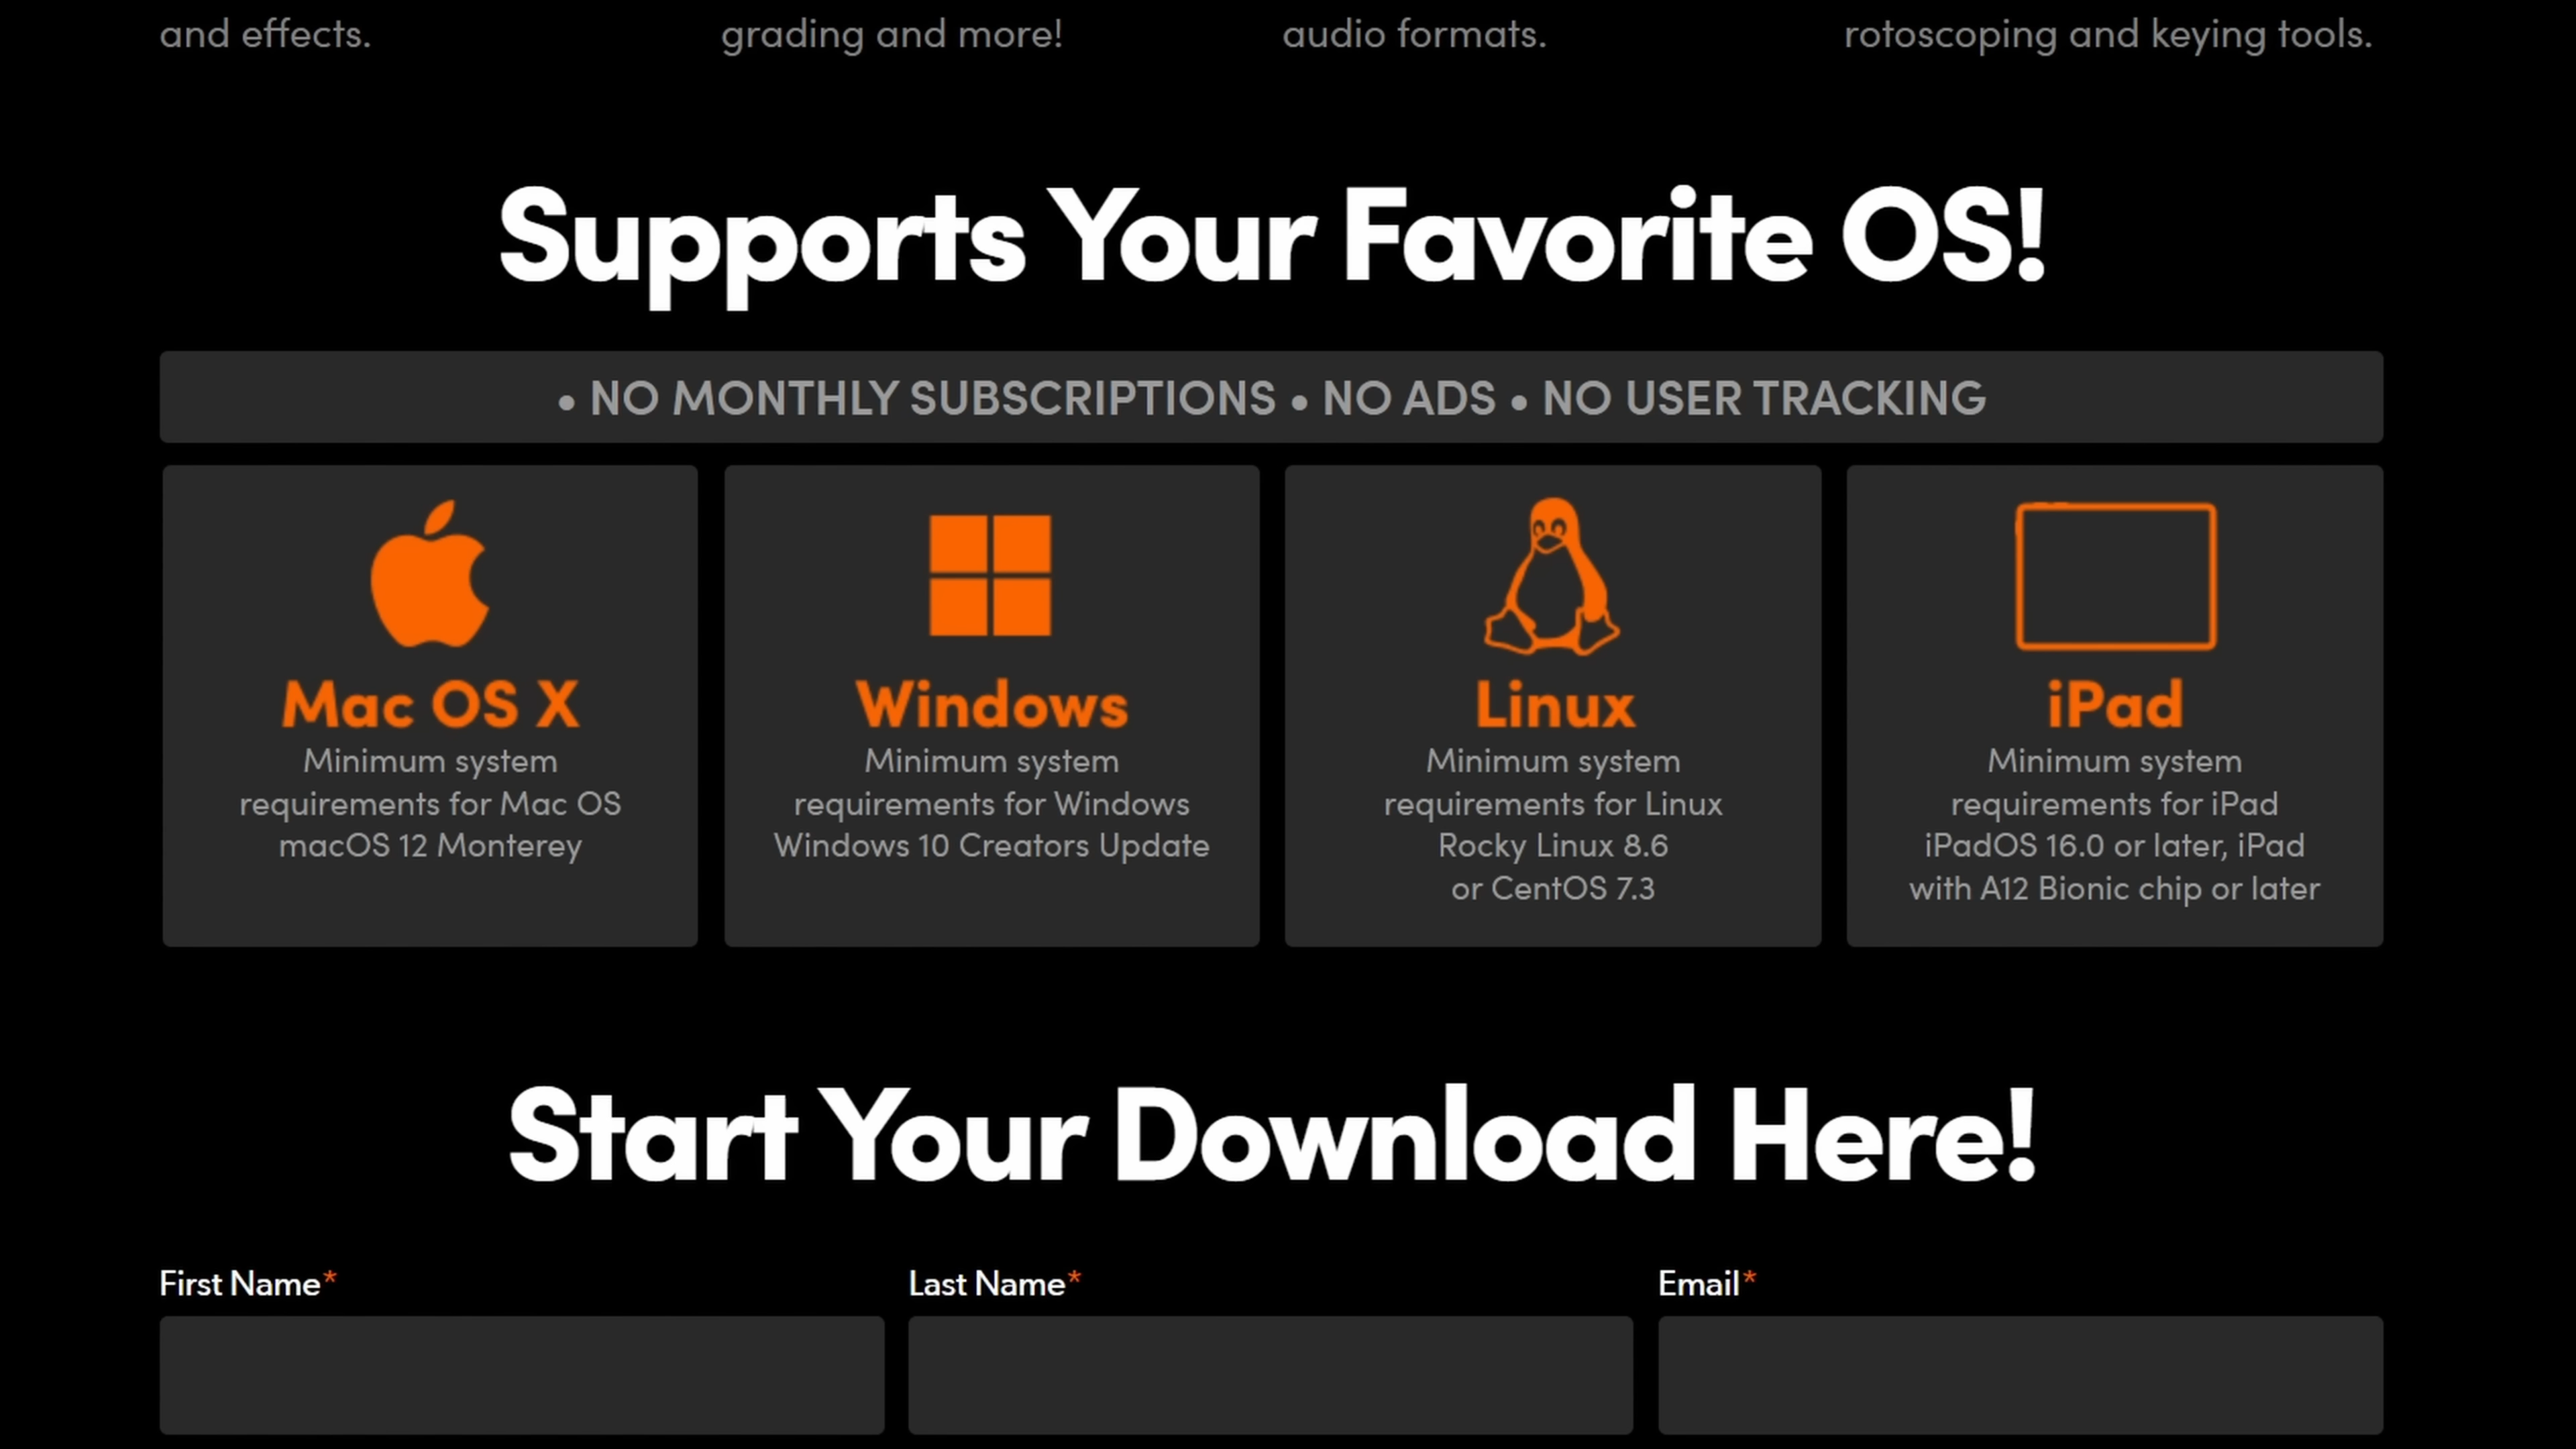 and effects.
grading and more!
audio formats.
rotoscoping and keying tools.
Supports Your Favorite OS!
• NO MONTHLY SUBSCRIPTIONS • NO ADS • NO USER TRACKING
Mac OS X
Minimum system
requirements for Mac OS
macOS 12 Monterey
Windows
Minimum system
requirements for Windows
Windows 10 Creators Update
Linux
Minimum system
requirements for Linux
Rocky Linux 8.6
or CentOS 7.3
iPad
Minimum system
requirements for iPad
iPadOS 16.0 or later, iPad
with A12 Bionic chip or later
Start Your Download Here!
First Name*
Last Name*
Email*